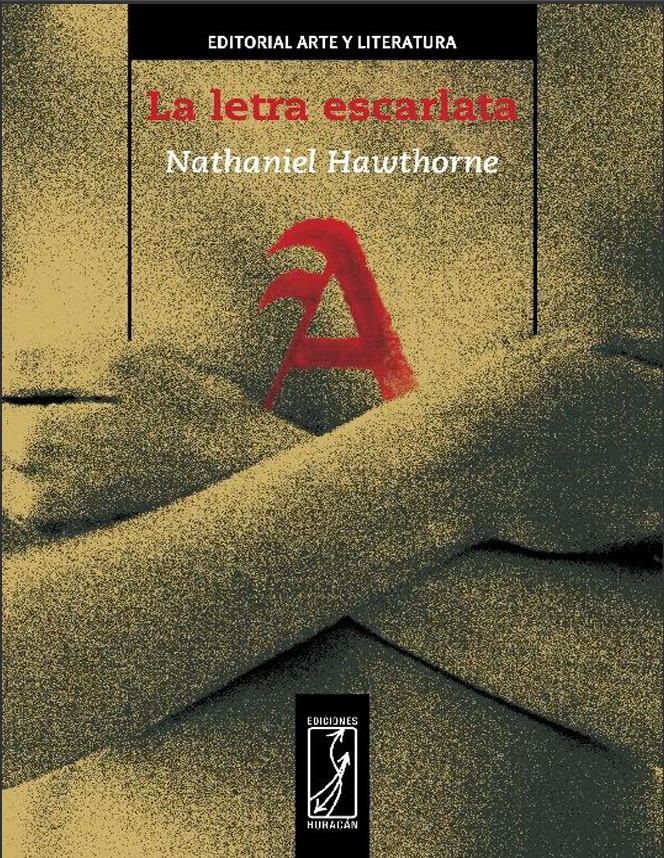 EDITORIAL ARTE Y LITERATURA
La letra escarlata
Nathaniel Hawthorne
A
EDICIONES
HURACÁN